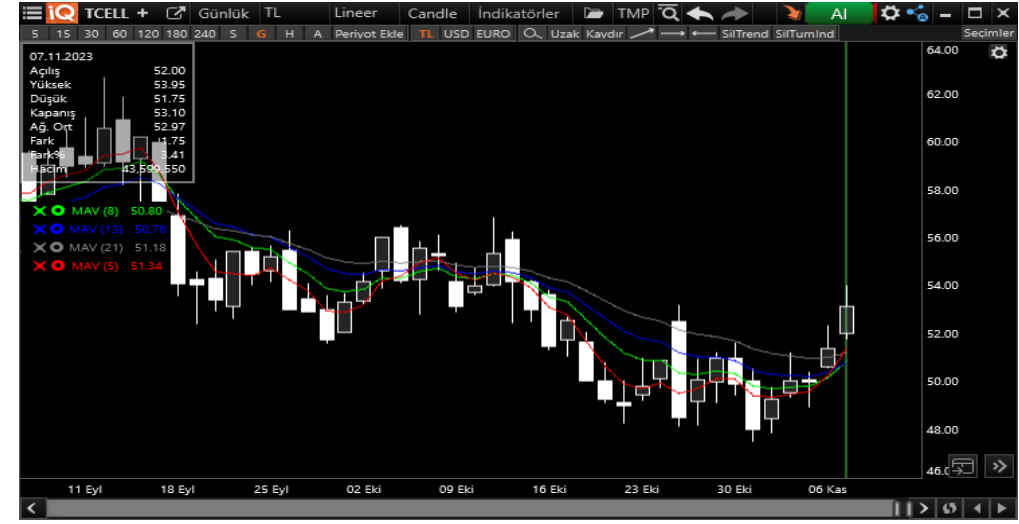 iQ TCELL + Günlük TL Lineer Candle İndikatörler TMP AI
5 15 30 60 120 180 240 S G H A Periyot Ekle TL USD EURO Uzak Kaydır SilTrend SilTumInd Seçimler
07.11.2023
Açılış 52.00
Yüksek 53.95
Düşük 51.75
Kapanış 53.10
Ağ. Ort 52.97
Fark 1.75
Fark% 3.41
Hacim 43,599,550
MAV (8) 50.80
MAV (13) 50.76
MAV (21) 51.18
MAV (5) 51.34
64.00
62.00
60.00
58.00
56.00
54.00
52.00
50.00
48.00
11 Eyl 18 Eyl 25 Eyl 02 Eki 09 Eki 16 Eki 23 Eki 30 Eki 06 Kas